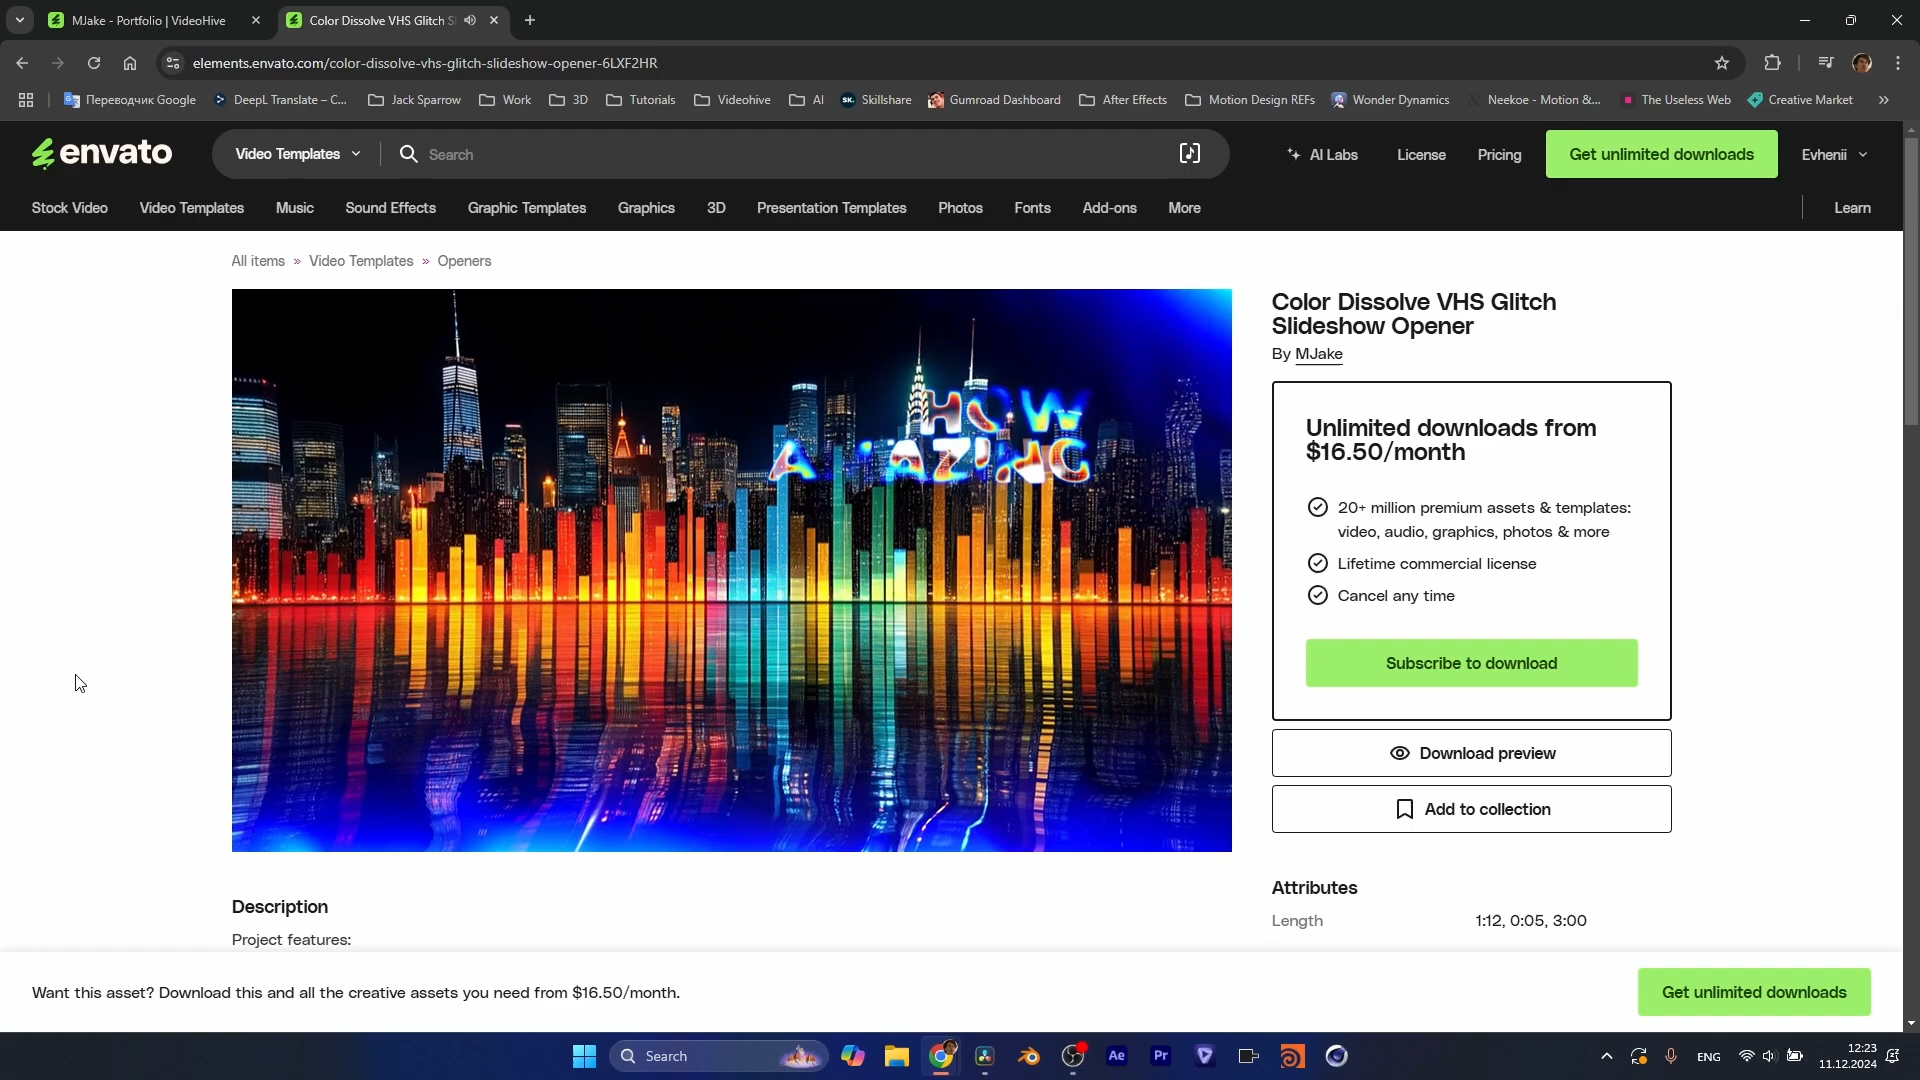 MJake - Portfolio | VideoHive
Color Dissolve VHS Glitch S
elements.envato.com/color-dissolve-vhs-glitch-slideshow-opener-6LXF2HR
Переводчик Google
DeepL Translate – C...
Jack Sparrow
Work
3D
Tutorials
Videohive
AI
SK.
Skillshare
Gumroad Dashboard
After Effects
Motion Design REFs
Wonder Dynamics
Neekoe - Motion &...
The Useless Web
Creative Market
»
envato
Video Templates
Search
AI Labs
License
Pricing
Get unlimited downloads
Evhenii
Stock Video
Video Templates
Music
Sound Effects
Graphic Templates
Graphics
3D
Presentation Templates
Photos
Fonts
Add-ons
More
Learn
All items » Video Templates » Openers
HOW
AMAZING
Color Dissolve VHS Glitch
Slideshow Opener
By MJake
Unlimited downloads from
$16.50/month
20+ million premium assets & templates:
video, audio, graphics, photos & more
Lifetime commercial license
Cancel any time
Subscribe to download
Download preview
Add to collection
Description
Project features:
Attributes
Length 1:12, 0:05, 3:00
Want this asset? Download this and all the creative assets you need from $16.50/month.
Get unlimited downloads
Search
Ae
Pr
ENG
12:23
11.12.2024